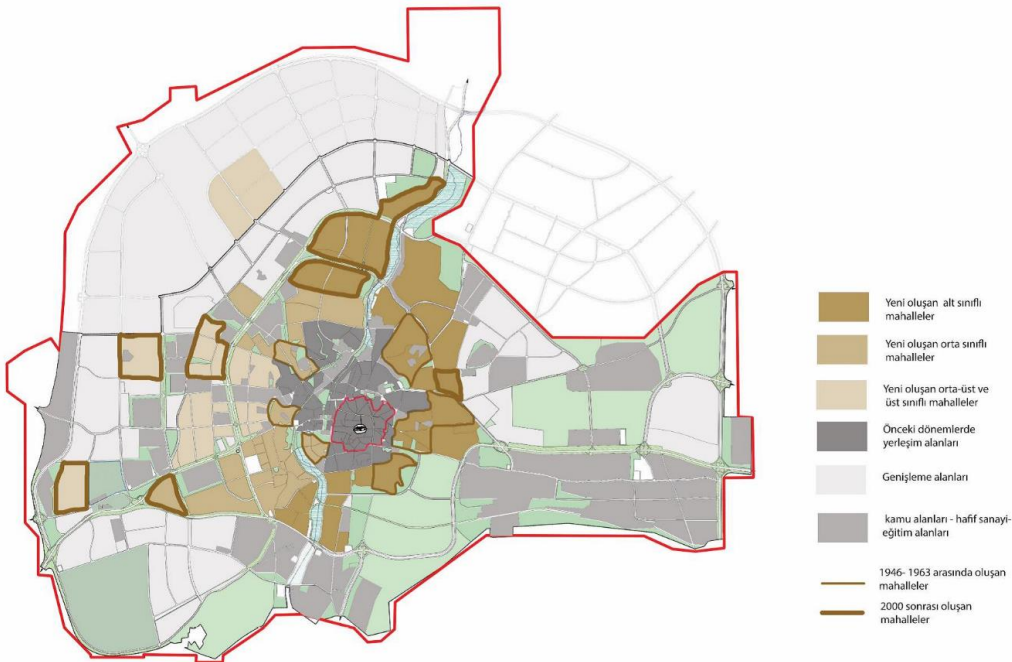 Yeni oluşan alt sınıflı
mahalleler
Yeni oluşan orta sınıflı
mahalleler
Yeni oluşan orta-üst ve
üst sınıflı mahalleler
Önceki dönemlerde
yerleşim alanları
Genişleme alanları
kamu alanları - hafif sanayi-
eğitim alanları
1946- 1963 arasında oluşan
mahalleler
2000 sonrası oluşan
mahalleler